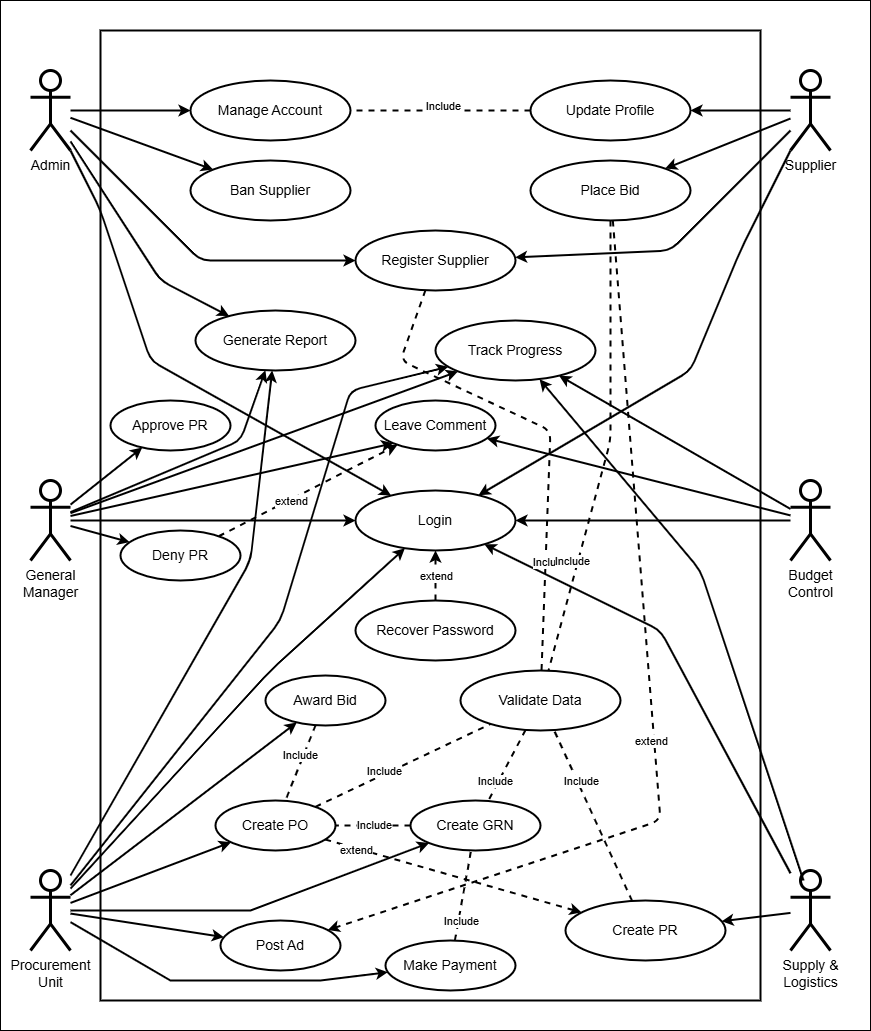 Manage Account
Include
Update Profile
Admin
Supplier
Ban Supplier
Place Bid
Register Supplier
Generate Report
Track Progress
Approve PR
Leave Comment
extend
Login
Deny PR
General
Manager
Budget
Control
Inclu
Include
extend
Recover Password
Award Bid
Validate Data
Include
extend
Include
Include
Include
Create PO
Include
Create GRN
extend
Include
Create PR
Post Ad
Make Payment
Procurement
Unit
Supply &
Logistics